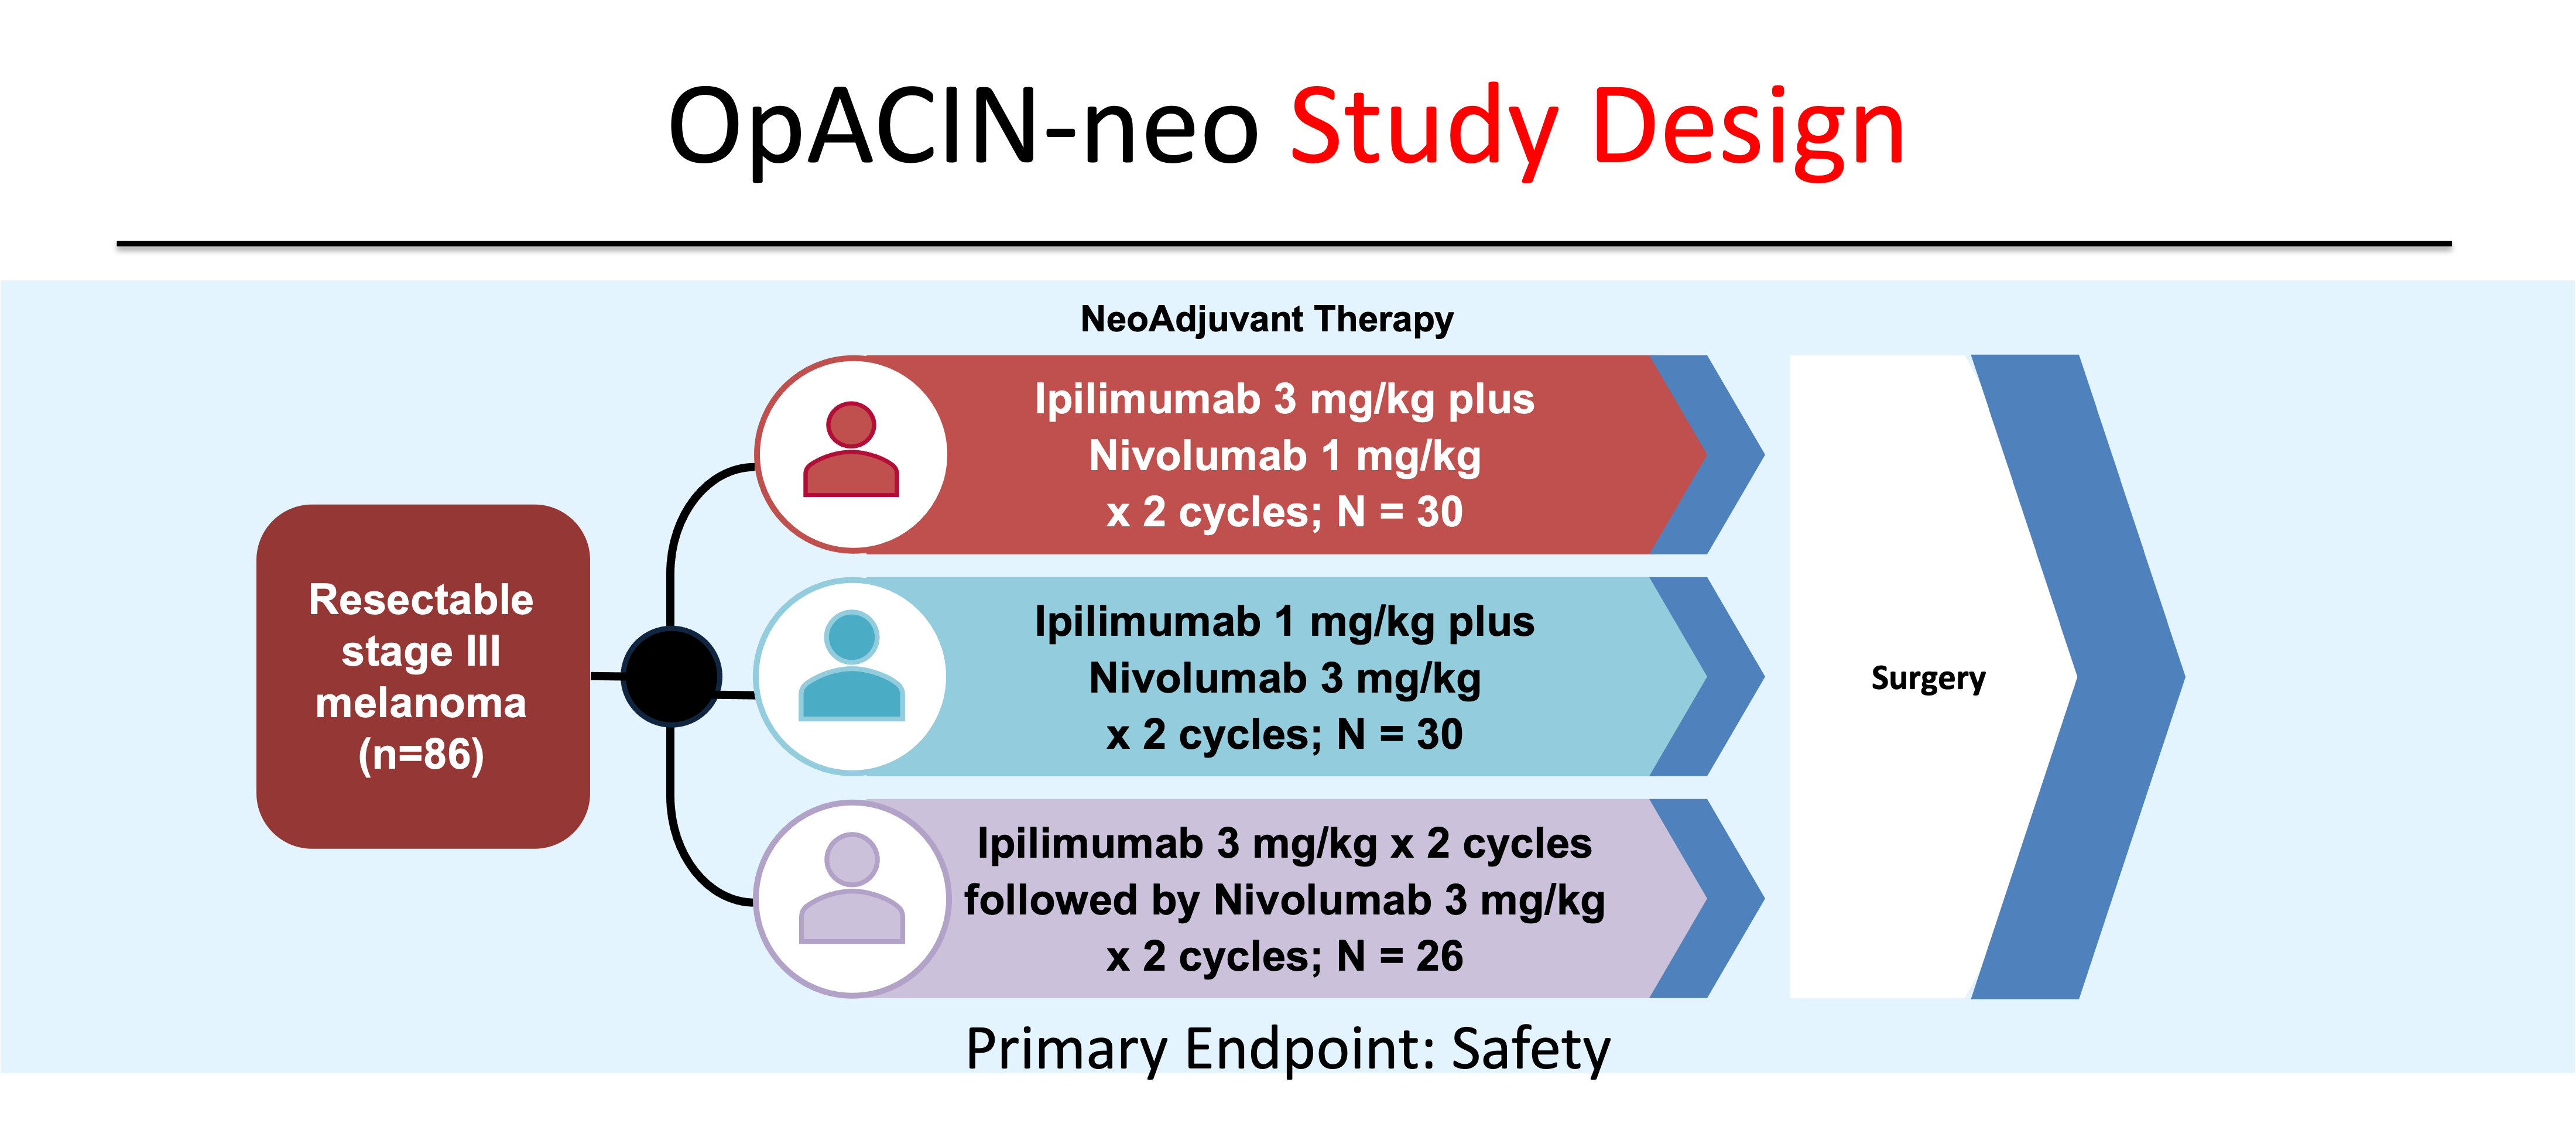 OpACIN-neo Study Design
NeoAdjuvant Therapy
Ipilimumab 3 mg/kg plus
Nivolumab 1 mg/kg
x 2 cycles; N = 30
Resectable
stage III
melanoma
(n=86)
Ipilimumab 1 mg/kg plus
Nivolumab 3 mg/kg
x 2 cycles; N = 30
Ipilimumab 3 mg/kg x 2 cycles
followed by Nivolumab 3 mg/kg
x 2 cycles; N = 26
Surgery
Primary Endpoint: Safety